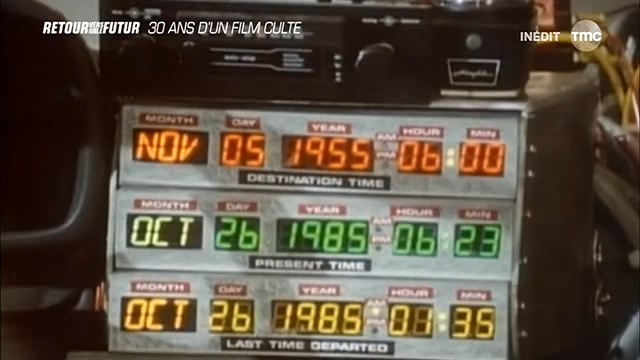 RETOUR VERS LE FUTUR 30 ANS D'UN FILM CULTE
INÉDIT TMC
MONTH DAY YEAR AM HOUR MIN
NOV 05 1955 PM 06 00
DESTINATION TIME
MONTH DAY YEAR AM HOUR MIN
OCT 26 1985 PM 06 23
PRESENT TIME
MONTH DAY YEAR AM HOUR MIN
OCT 26 1985 PM 01 35
LAST TIME DEPARTED